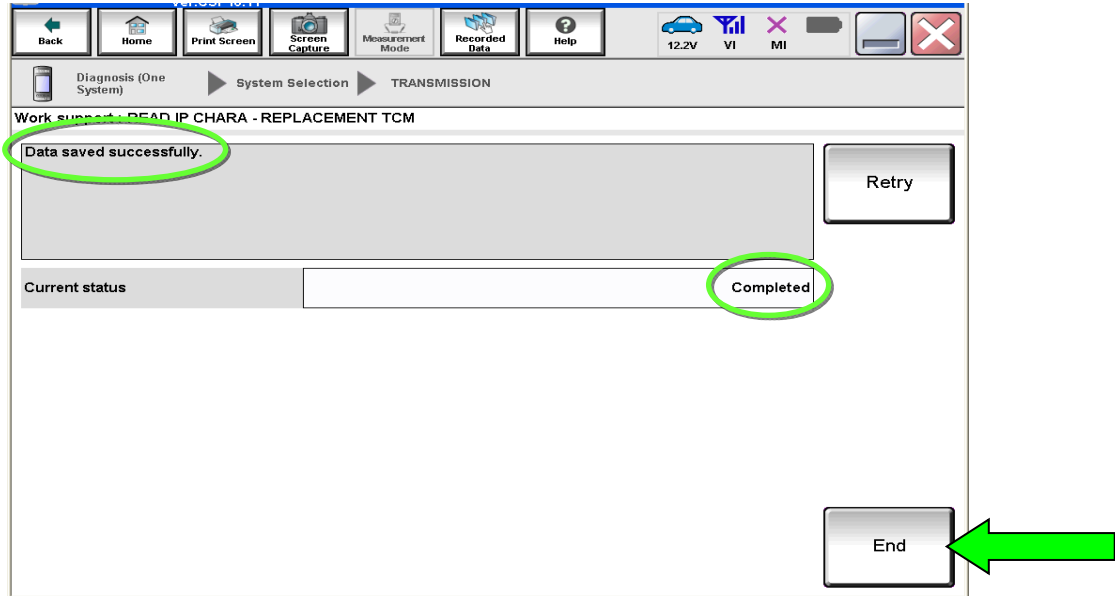 Back
Home
Print Screen
Screen
Capture
Measurement
Mode
Recorded
Data
Help
12.2V
VI
MI
Diagnosis (One
System)
System Selection
TRANSMISSION
Work support : READ IP CHARA - REPLACEMENT TCM
Data saved successfully.
Retry
Current status
Completed
End